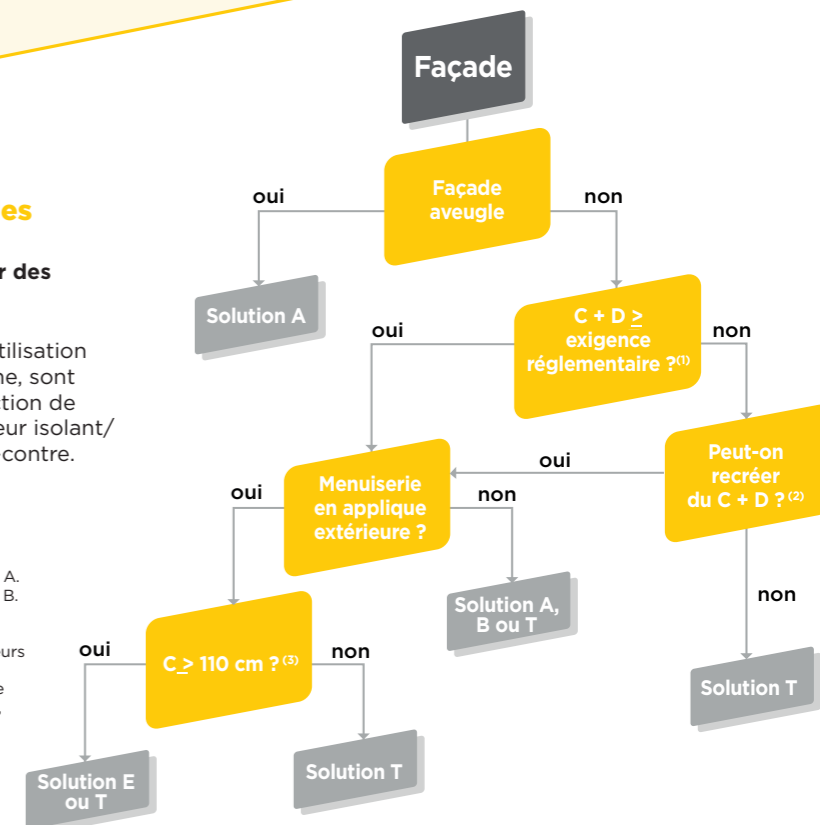 Façade
Façade
aveugle
oui
non
Solution A
C + D ≥
exigence
réglementaire ?(1)
oui
non
Peut-on
recréer
du C + D ?(2)
oui
non
Solution T
Menuiserie
en applique
extérieure ?
oui
non
Solution A,
B ou T
C ≥ 110 cm ?(3)
oui
non
Solution E
ou T
Solution T
es
r des
tilisation
ne, sont
ction de
eur isolant/
-contre.
A.
B.
eurs
e